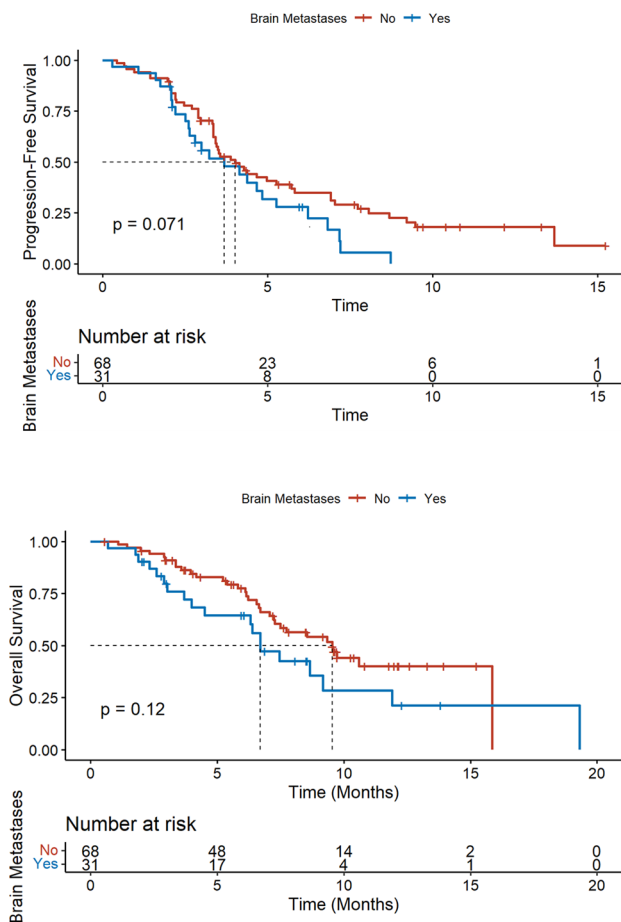 Brain Metastases No Yes
1.00
0.75
0.50
0.25
0.00
Progression-Free Survival
p = 0.071
0 5 10 15
Time
Number at risk
Brain Metastases
No 68 23 6 1
Yes 31 8 0 0
0 5 10 15
Time
Brain Metastases No Yes
1.00
0.75
0.50
0.25
0.00
Overall Survival
p = 0.12
0 5 10 15 20
Time (Months)
Number at risk
Brain Metastases
No 68 48 14 2 0
Yes 31 17 4 1 0
0 5 10 15 20
Time (Months)